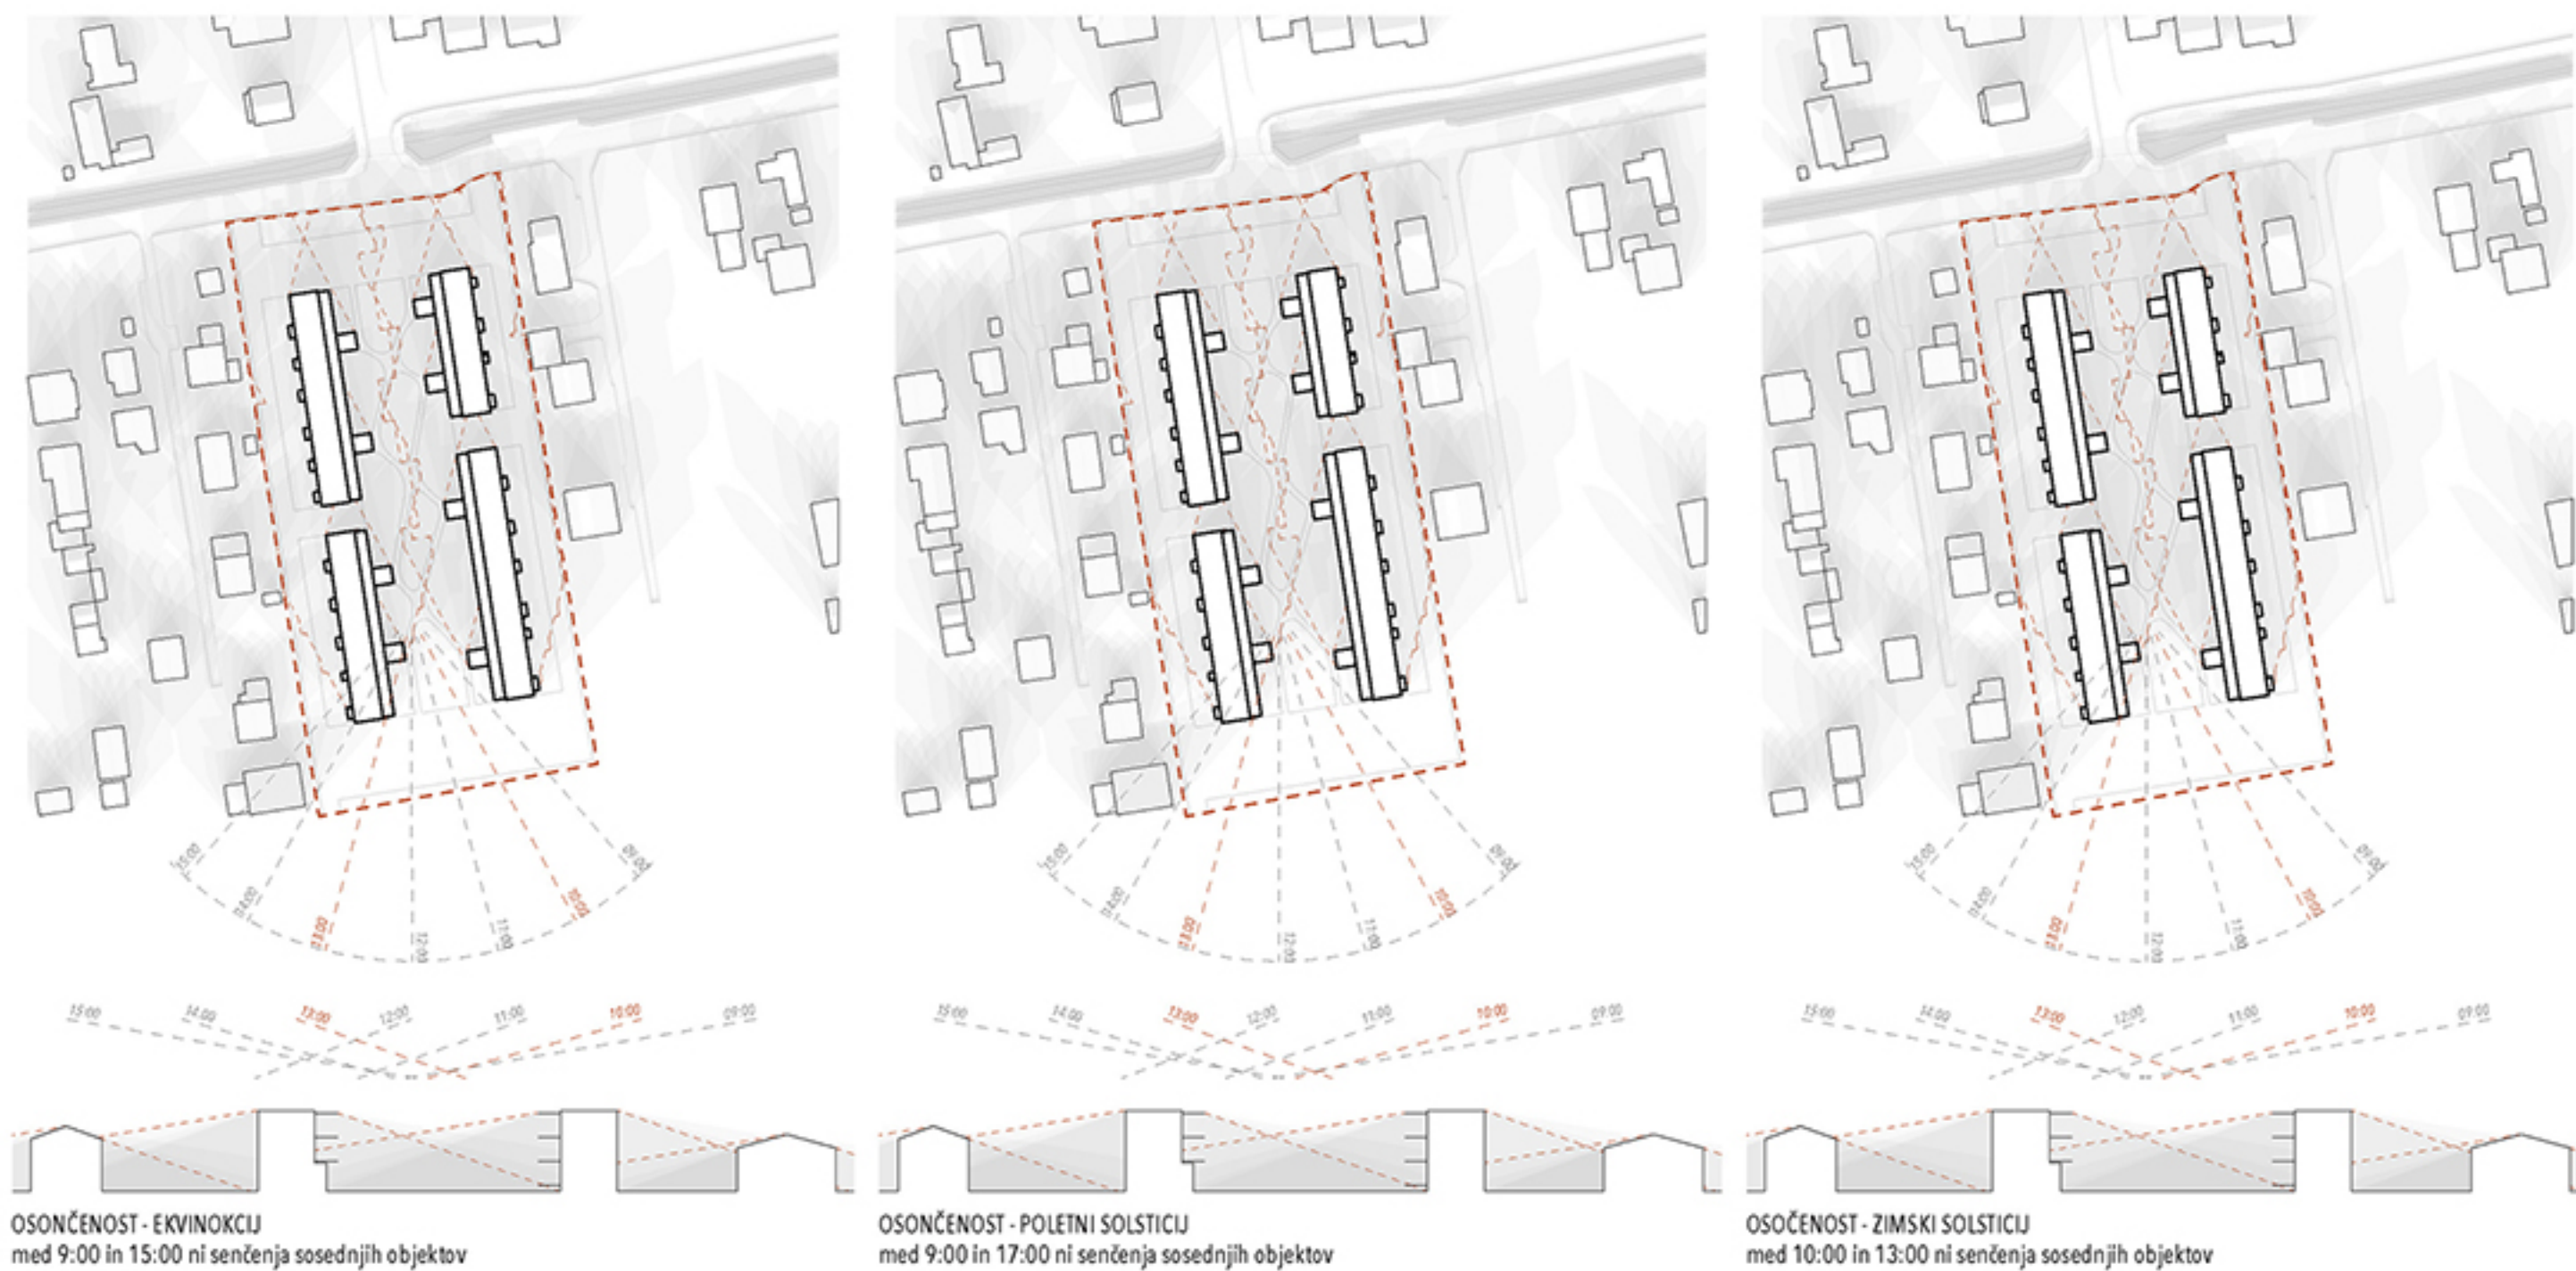 15:00
14:00
13:00
12:00
11:00
10:00
09:00
15:00
14:00
13:00
12:00
11:00
10:00
09:00
15:00
14:00
13:00
12:00
11:00
10:00
09:00
15:00 14:00 13:00 12:00 11:00 10:00 09:00
15:00 14:00 13:00 12:00 11:00 10:00 09:00
15:00 14:00 13:00 12:00 11:00 10:00 09:00
OSONČENOST - EKVINOKCIJ
med 9:00 in 15:00 ni senčenja sosednjih objektov
OSONČENOST - POLETNI SOLSTICIJ
med 9:00 in 17:00 ni senčenja sosednjih objektov
OSOČENOST - ZIMSKI SOLSTICIJ
med 10:00 in 13:00 ni senčenja sosednjih objektov